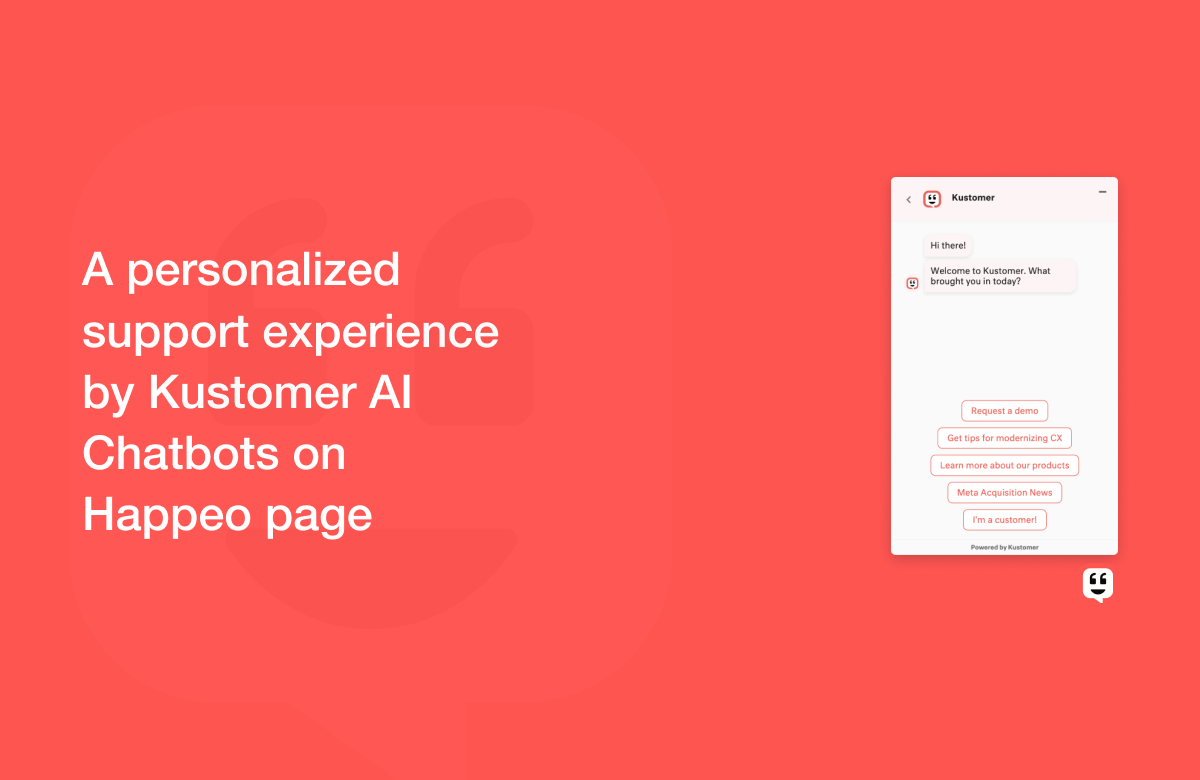 A personalized
support experience
by Kustomer AI
Chatbots on
Happeo page
Kustomer
Hi there!
Welcome to Kustomer. What
brought you in today?
Request a demo
Get tips for modernizing CX
Learn more about our products
Meta Acquisition News
I'm a customer!
Powered by Kustomer